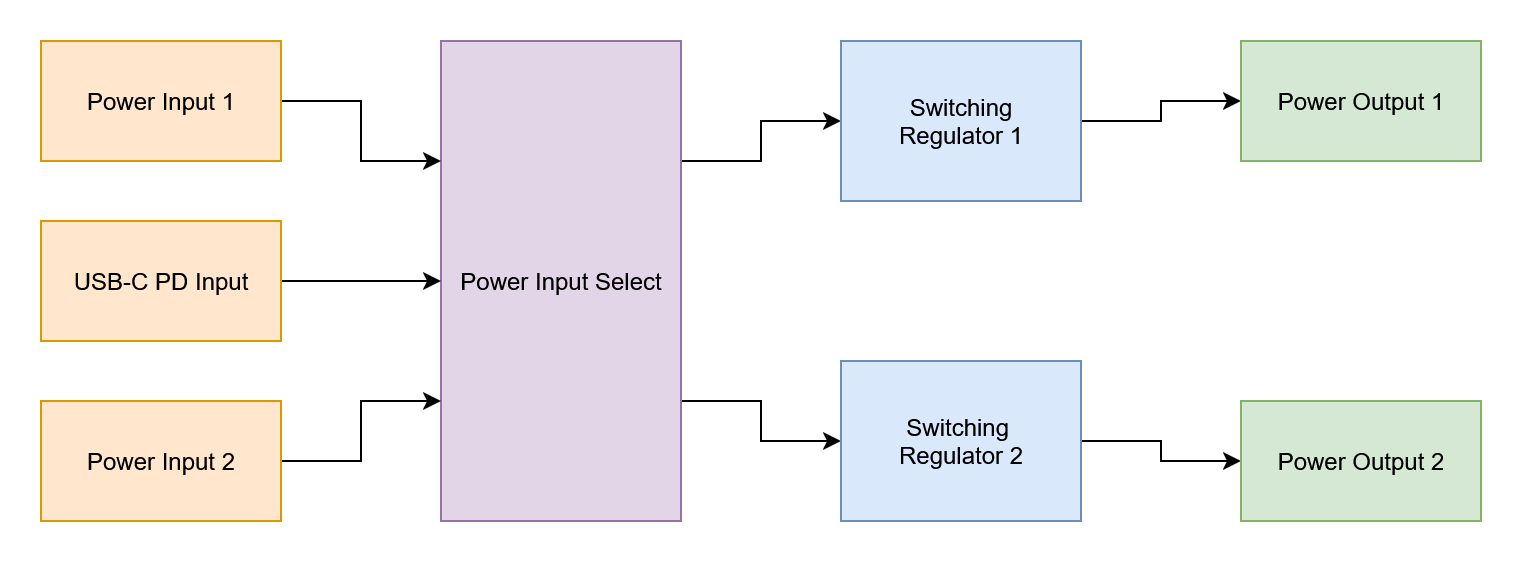 Power Input 1
USB-C PD Input
Power Input 2
Power Input Select
Switching
Regulator 1
Switching
Regulator 2
Power Output 1
Power Output 2